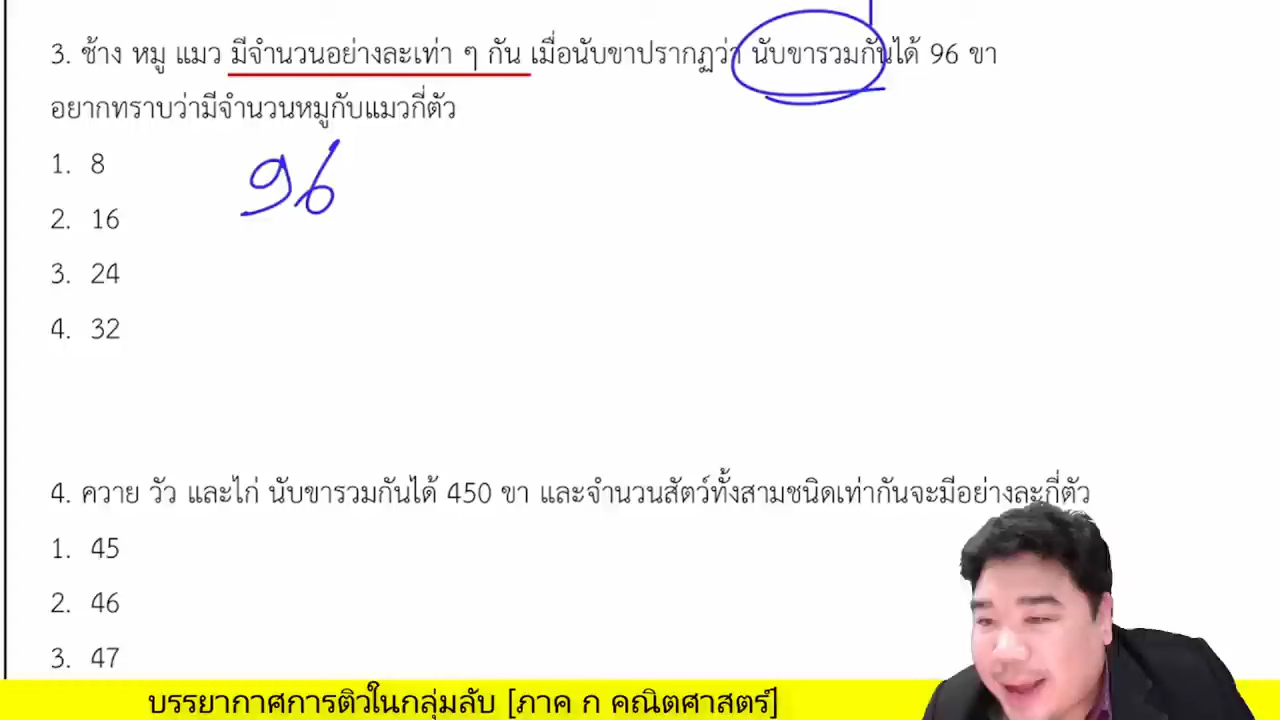 3. ช้าง หมู แมว มีจำนวนอย่างละเท่า ๆ กัน เมื่อนับขาปรากฏว่า นับขารวมกันได้ 96 ขา
อยากทราบว่ามีจำนวนหมูกับแมวกี่ตัว
1. 8
96
2. 16
3. 24
4. 32
4. ควาย วัว และไก่ นับขารวมกันได้ 450 ขา และจำนวนสัตว์ทั้งสามชนิดเท่ากันจะมีอย่างละกี่ตัว
1. 45
2. 46
3. 47
บรรยากาศการติวในกลุ่มลับ [ภาค ก คณิตศาสตร์]